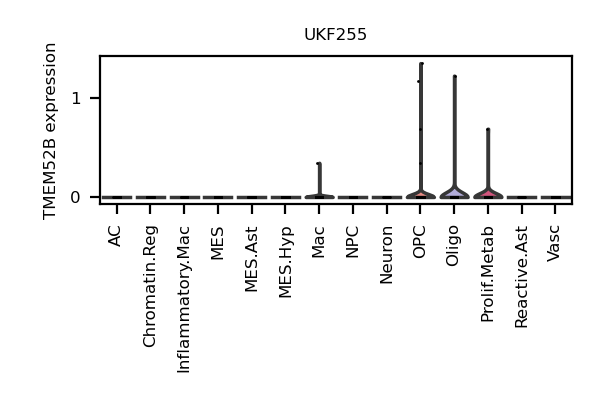 UKF255
TMEM52B expression
1
0
AC
Chromatin.Reg
Inflammatory.Mac
MES
MES.Ast
MES.Hyp
Mac
NPC
Neuron
OPC
Oligo
Prolif.Metab
Reactive.Ast
Vasc